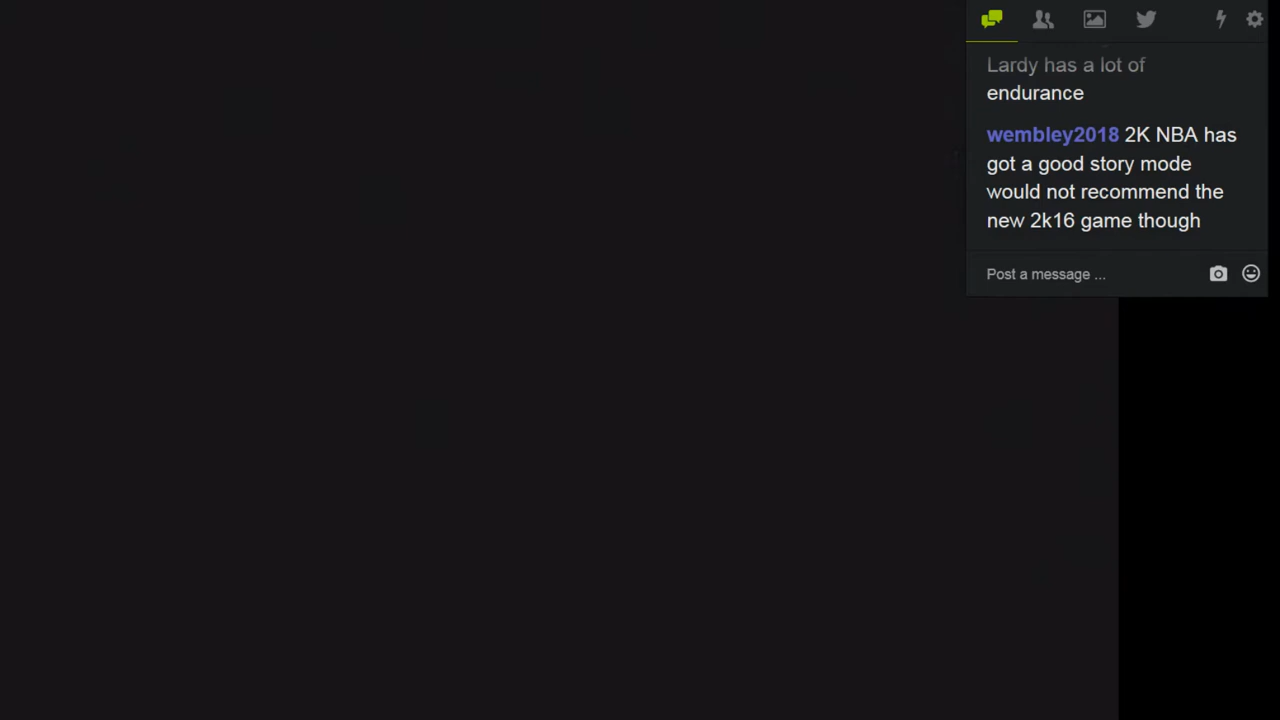 Lardy has a lot of
endurance
wembley2018 2K NBA has
got a good story mode
would not recommend the
new 2k16 game though
Post a message ...